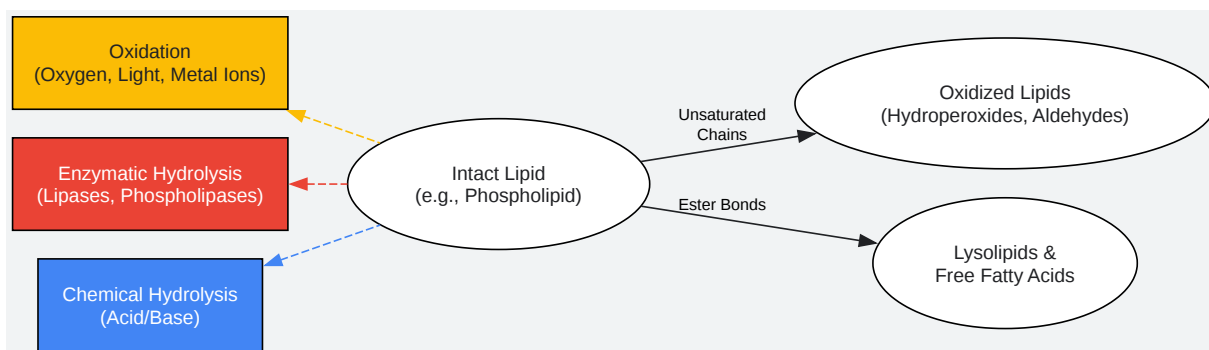 Oxidation
(Oxygen, Light, Metal Ions)
Enzymatic Hydrolysis
(Lipases, Phospholipases)
Chemical Hydrolysis
(Acid/Base)
Intact Lipid
(e.g., Phospholipid)
Unsaturated
Chains
Ester Bonds
Oxidized Lipids
(Hydroperoxides, Aldehydes)
Lysolipids &
Free Fatty Acids